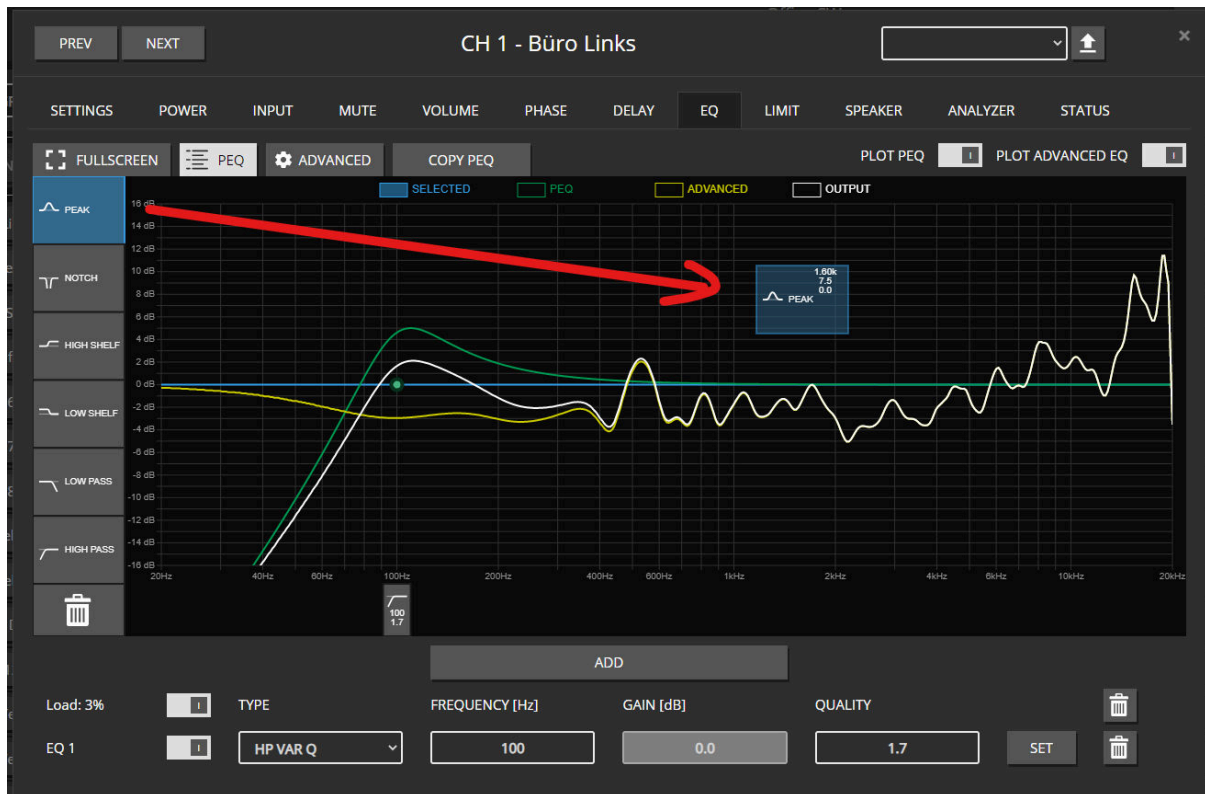 PREV NEXT CH 1 - Büro Links
SETTINGS POWER INPUT MUTE VOLUME PHASE DELAY EQ LIMIT SPEAKER ANALYZER STATUS
FULLSCREEN PEQ ADVANCED COPY PEQ PLOT PEQ I PLOT ADVANCED EQ I
SELECTED PEQ ADVANCED OUTPUT
PEAK
NOTCH
HIGH SHELF
LOW SHELF
LOW PASS
HIGH PASS
16 dB
14 dB
12 dB
10 dB
8 dB
6 dB
4 dB
2 dB
0 dB
-2 dB
-4 dB
-6 dB
-8 dB
-10 dB
-12 dB
-14 dB
-16 dB
1.60k
7.5
0.0
PEAK
20Hz 40Hz 60Hz 100Hz 200Hz 400Hz 600Hz 1kHz 2kHz 4kHz 6kHz 10kHz 20kHz
100
1.7
ADD
Load: 3% I TYPE FREQUENCY [Hz] GAIN [dB] QUALITY
EQ 1 I HP VAR Q 100 0.0 1.7 SET